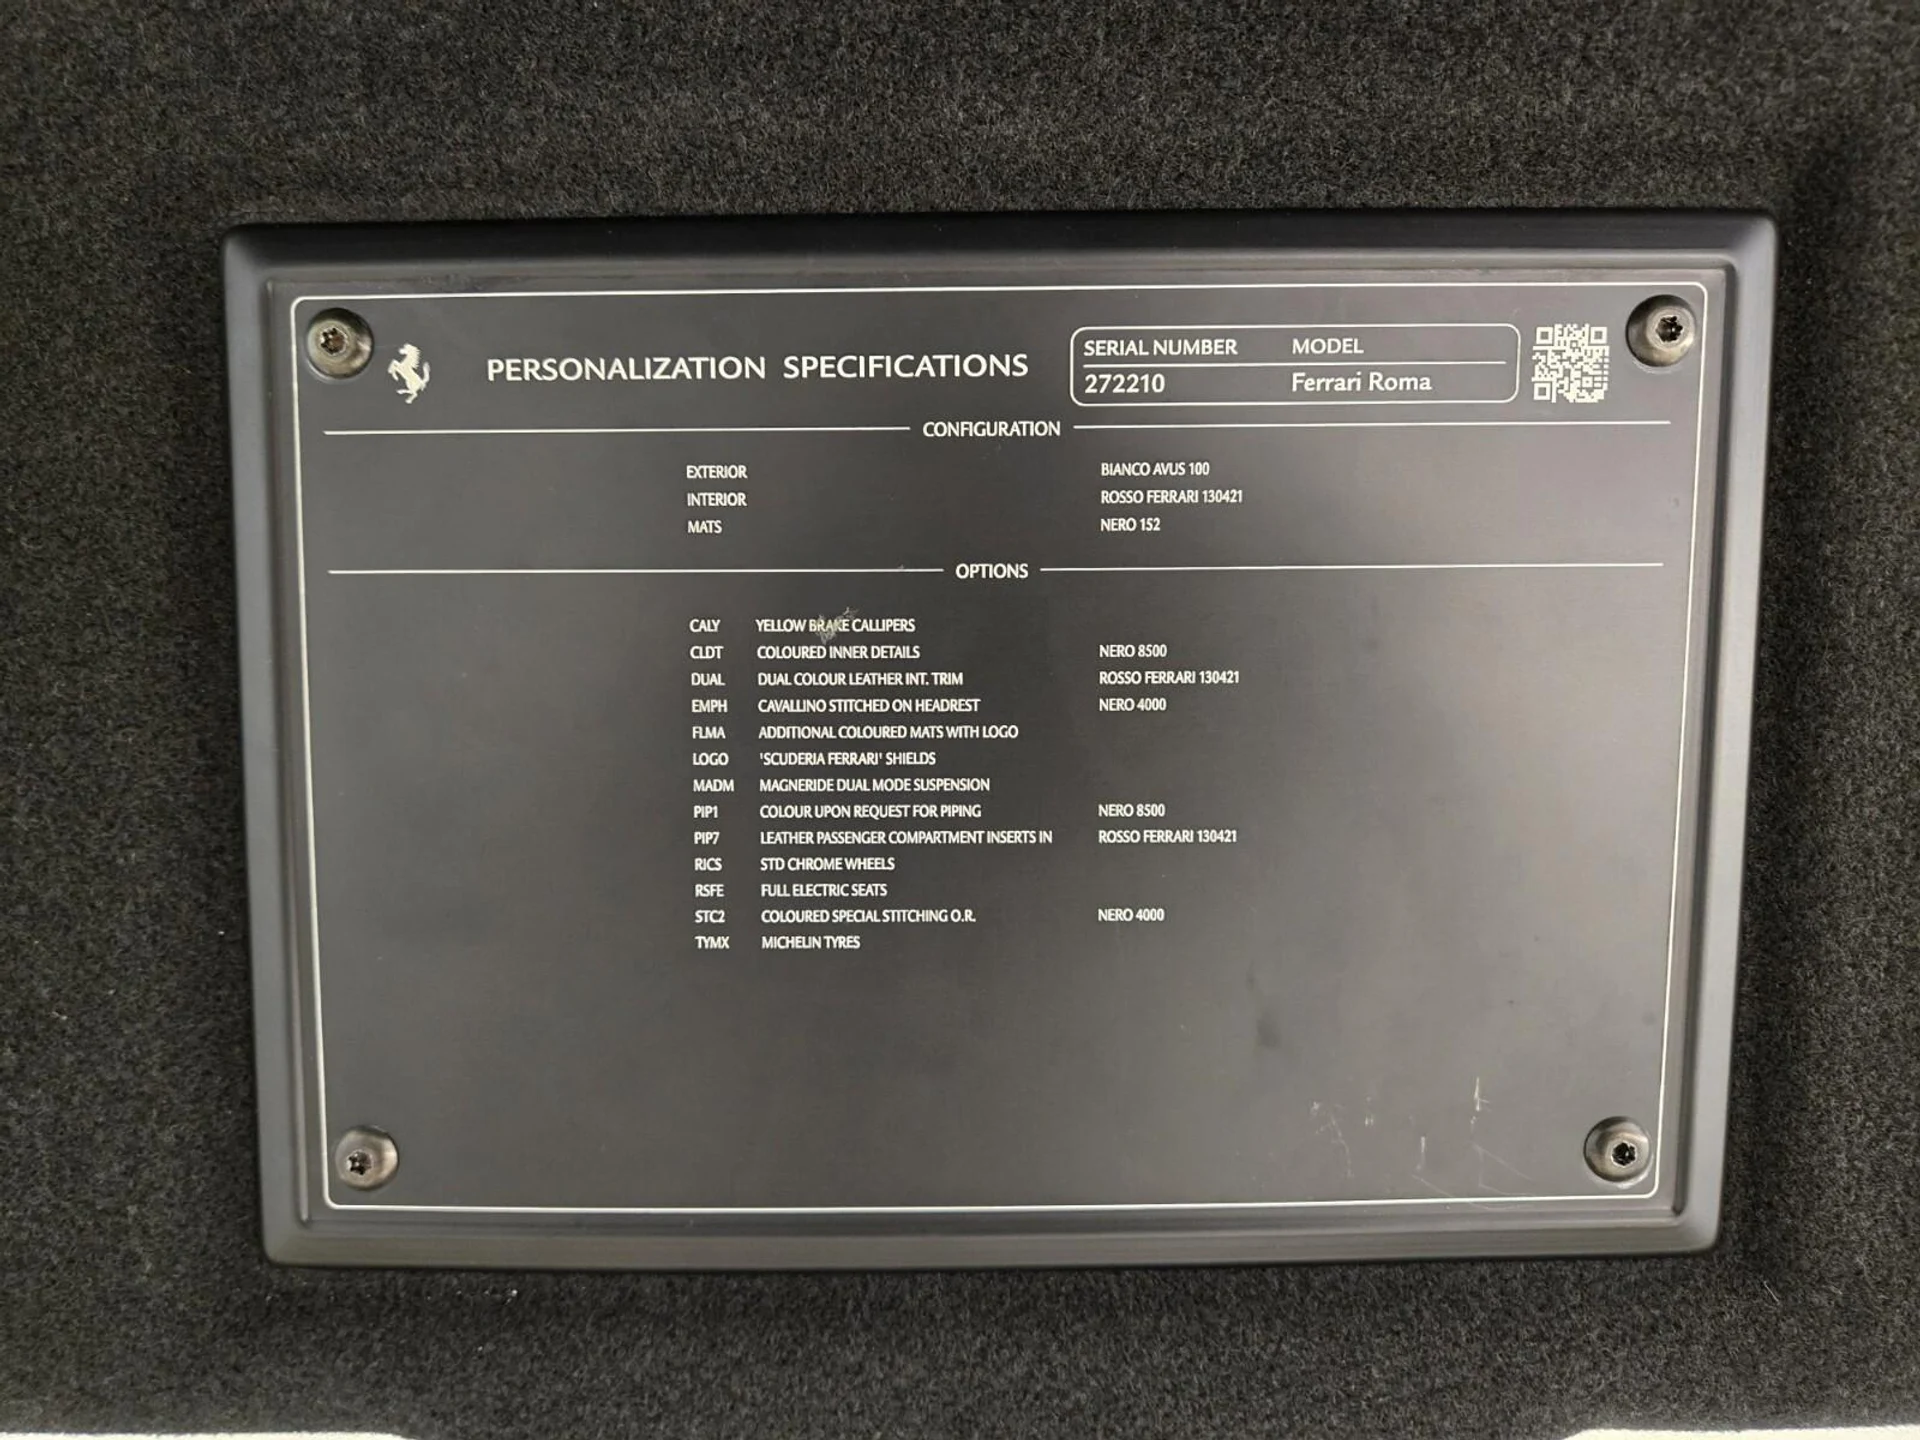 PERSONALIZATION SPECIFICATIONS
SERIAL NUMBER MODEL
272210 Ferrari Roma
CONFIGURATION
EXTERIOR BIANCO AVUS 100
INTERIOR ROSSO FERRARI 130421
MATS NERO 152
OPTIONS
CALY YELLOW BRAKE CALLIPERS
CLDT COLOURED INNER DETAILS NERO 8500
DUAL DUAL COLOUR LEATHER INT. TRIM ROSSO FERRARI 130421
EMPH CAVALLINO STITCHED ON HEADREST NERO 4000
FLMA ADDITIONAL COLOURED MATS WITH LOGO
LOGO 'SCUDERIA FERRARI' SHIELDS
MADM MAGNERIDE DUAL MODE SUSPENSION
PIP1 COLOUR UPON REQUEST FOR PIPING NERO 8500
PIP7 LEATHER PASSENGER COMPARTMENT INSERTS IN ROSSO FERRARI 130421
RICS STD CHROME WHEELS
RSFE FULL ELECTRIC SEATS
STC2 COLOURED SPECIAL STITCHING O.R. NERO 4000
TYMX MICHELIN TYRES